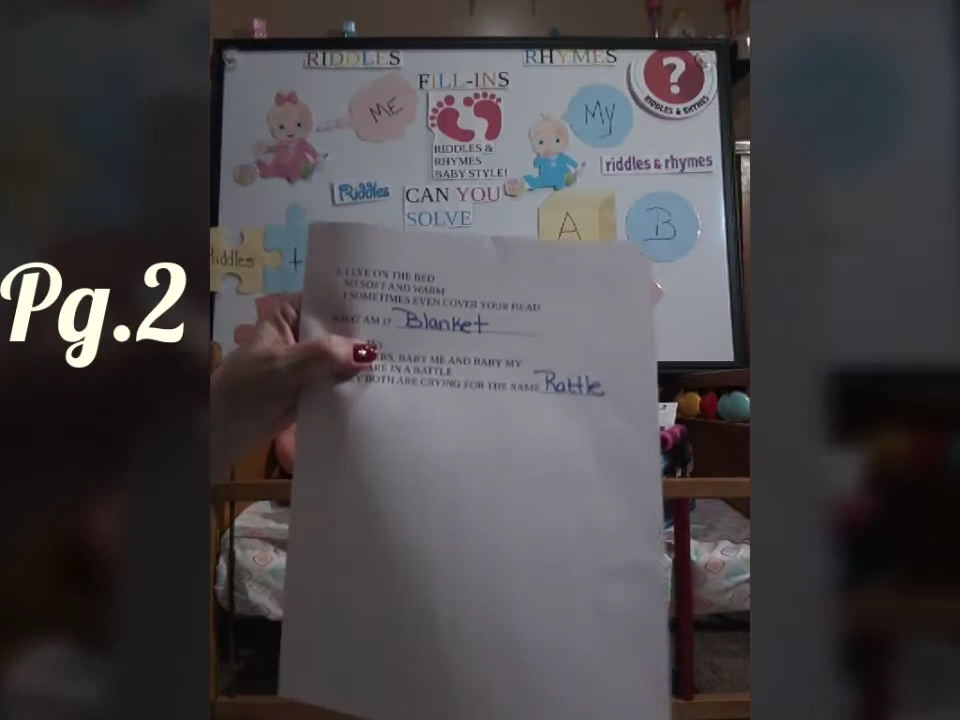 RIDDLES
RHYMES
FILL-INS
ME
My
?
RIDDLES & RHYMES
RIDDLES &
RHYMES
BABY STYLE!
riddles & rhymes
Riddles
CAN YOU
SOLVE
A
B
Riddles
+
Pg.2
I LYE ON THE BED
SO SOFT AND WARM
I SOMETIMES EVEN COVER YOUR HEAD
WHAT AM I? Blanket
BABY ME AND BABY MY
ARE IN A BATTLE
BOTH ARE CRYING FOR THE SAME Rattle